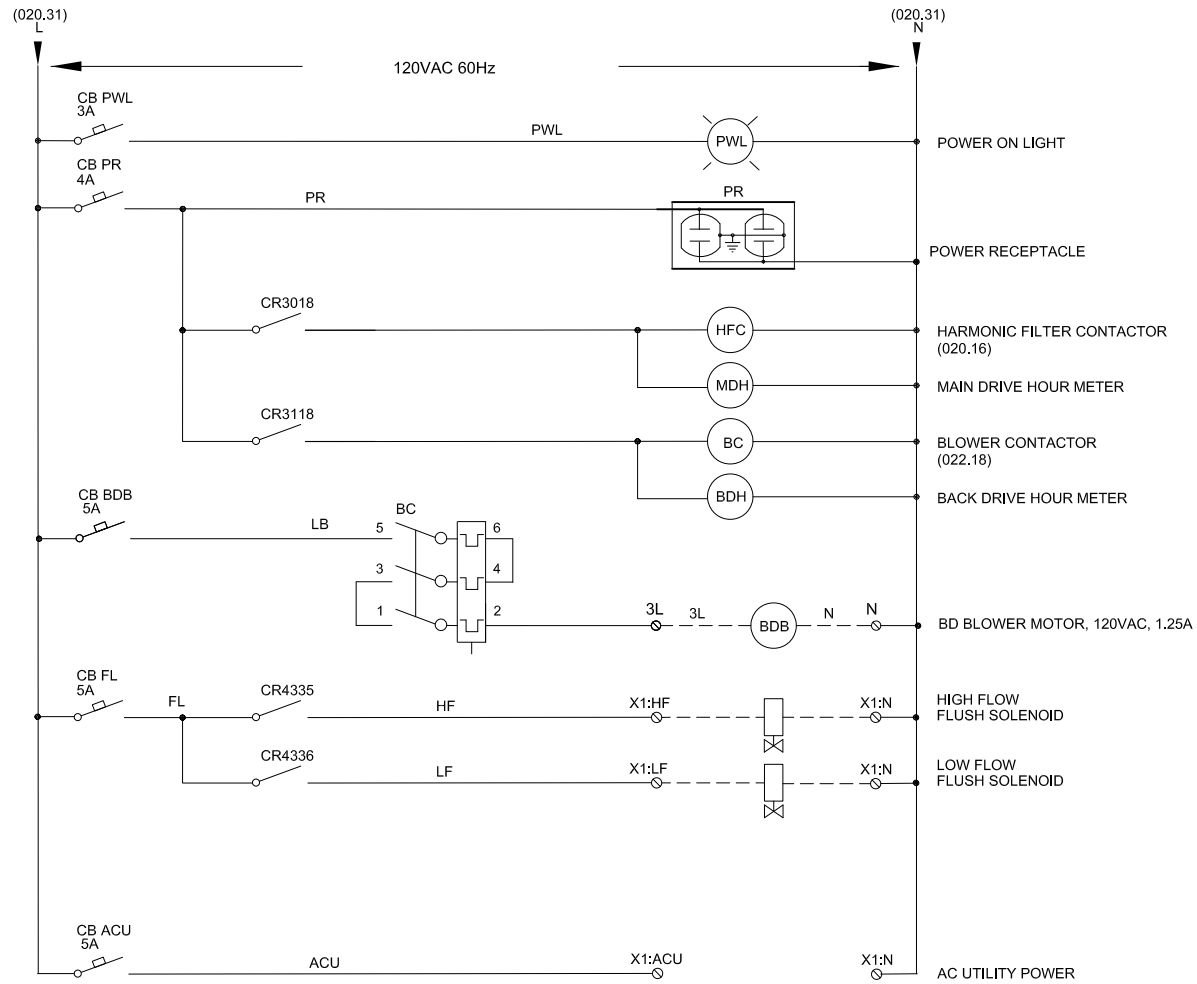 (020.31)
L
(020.31)
N
120VAC 60Hz
CB PWL
3A
PWL
PWL
POWER ON LIGHT
CB PR
4A
PR
PR
POWER RECEPTACLE
CR3018
HFC
HARMONIC FILTER CONTACTOR
(020.16)
MDH
MAIN DRIVE HOUR METER
CR3118
BC
BLOWER CONTACTOR
(022.18)
BDH
BACK DRIVE HOUR METER
CB BDB
5A
LB
BC
5
6
3
4
1
2
3L
3L
BDB
N
N
BD BLOWER MOTOR, 120VAC, 1.25A
CB FL
5A
FL
CR4335
HF
X1:HF
X1:N
HIGH FLOW
FLUSH SOLENOID
CR4336
LF
X1:LF
X1:N
LOW FLOW
FLUSH SOLENOID
CB ACU
5A
ACU
X1:ACU
X1:N
AC UTILITY POWER